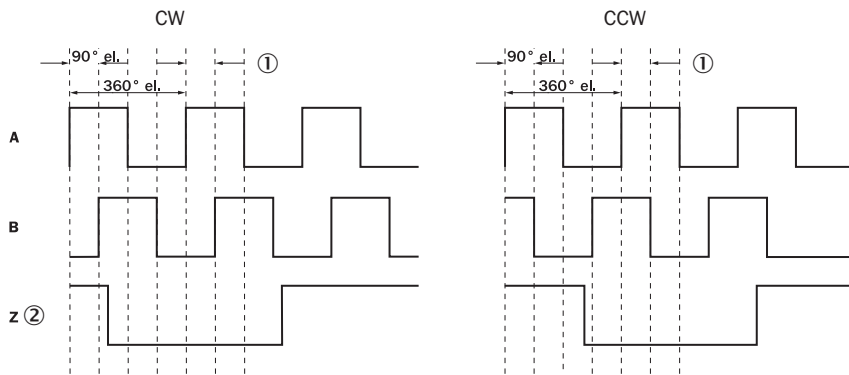 CW CCW
90° el. ① 90° el. ①
360° el. 360° el.
A
B
Z ②